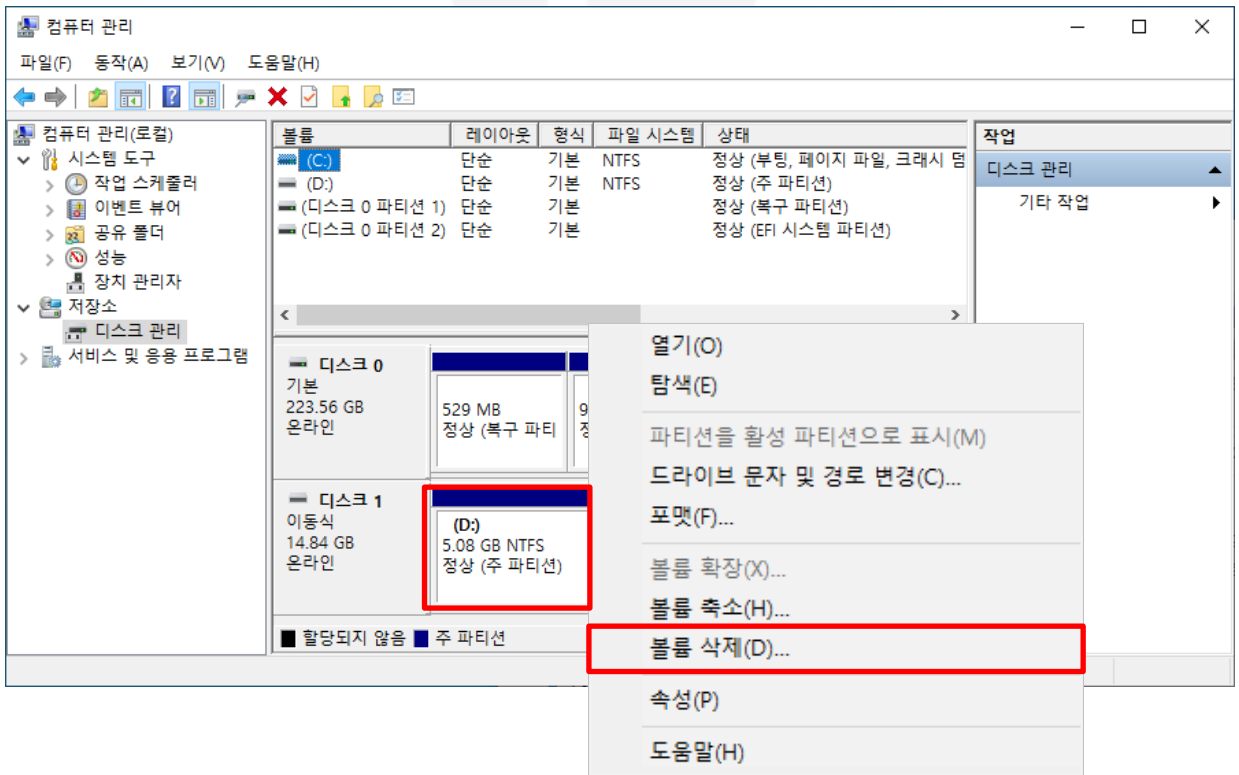 컴퓨터 관리
파일(F) 동작(A) 보기(V) 도움말(H)
컴퓨터 관리(로컬)
시스템 도구
작업 스케줄러
이벤트 뷰어
공유 폴더
성능
장치 관리자
저장소
디스크 관리
서비스 및 응용 프로그램
볼륨 레이아웃 형식 파일 시스템 상태
(C:) 단순 기본 NTFS 정상 (부팅, 페이지 파일, 크래시 덤
(D:) 단순 기본 NTFS 정상 (주 파티션)
(디스크 0 파티션 1) 단순 기본 정상 (복구 파티션)
(디스크 0 파티션 2) 단순 기본 정상 (EFI 시스템 파티션)
디스크 0
기본
223.56 GB
온라인
529 MB
정상 (복구 파티
9
디스크 1
이동식
14.84 GB
온라인
(D:)
5.08 GB NTFS
정상 (주 파티션)
할당되지 않음 주 파티션
작업
디스크 관리
기타 작업
열기(O)
탐색(E)
파티션을 활성 파티션으로 표시(M)
드라이브 문자 및 경로 변경(C)...
포맷(F)...
볼륨 확장(X)...
볼륨 축소(H)...
볼륨 삭제(D)...
속성(P)
도움말(H)